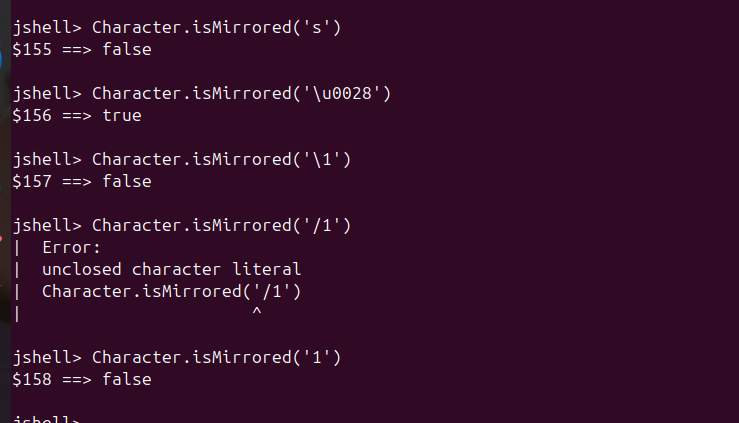 jshell> Character.isMirrored('s')
$155 ==> false
jshell> Character.isMirrored('\u0028')
$156 ==> true
jshell> Character.isMirrored('\1')
$157 ==> false
jshell> Character.isMirrored('/1')
|  Error:
|  unclosed character literal
|  Character.isMirrored('/1')
|                        ^
jshell> Character.isMirrored('1')
$158 ==> false
jshell>